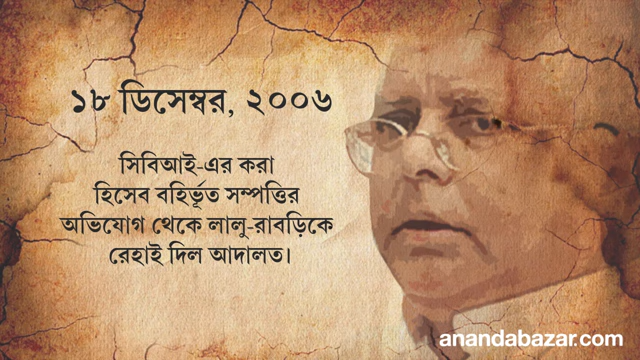 ১৮ ডিসেম্বর, ২০০৬
সিবিআই-এর করা
হিসেব বহির্ভূত সম্পত্তির
অভিযোগ থেকে লালু-রাবড়িকে
রেহাই দিল আদালত।
anandabazar.com